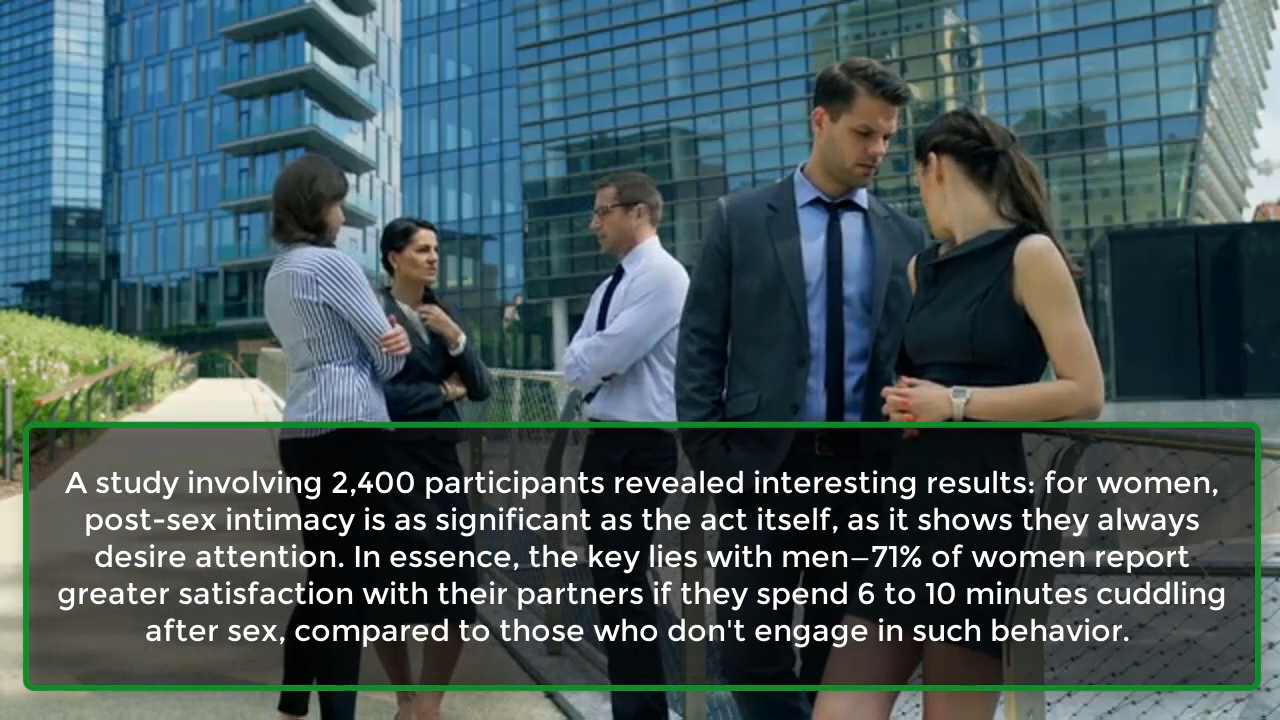 A study involving 2,400 participants revealed interesting results: for women,
post-sex intimacy is as significant as the act itself, as it shows they always
desire attention. In essence, the key lies with men—71% of women report
greater satisfaction with their partners if they spend 6 to 10 minutes cuddling
after sex, compared to those who don't engage in such behavior.